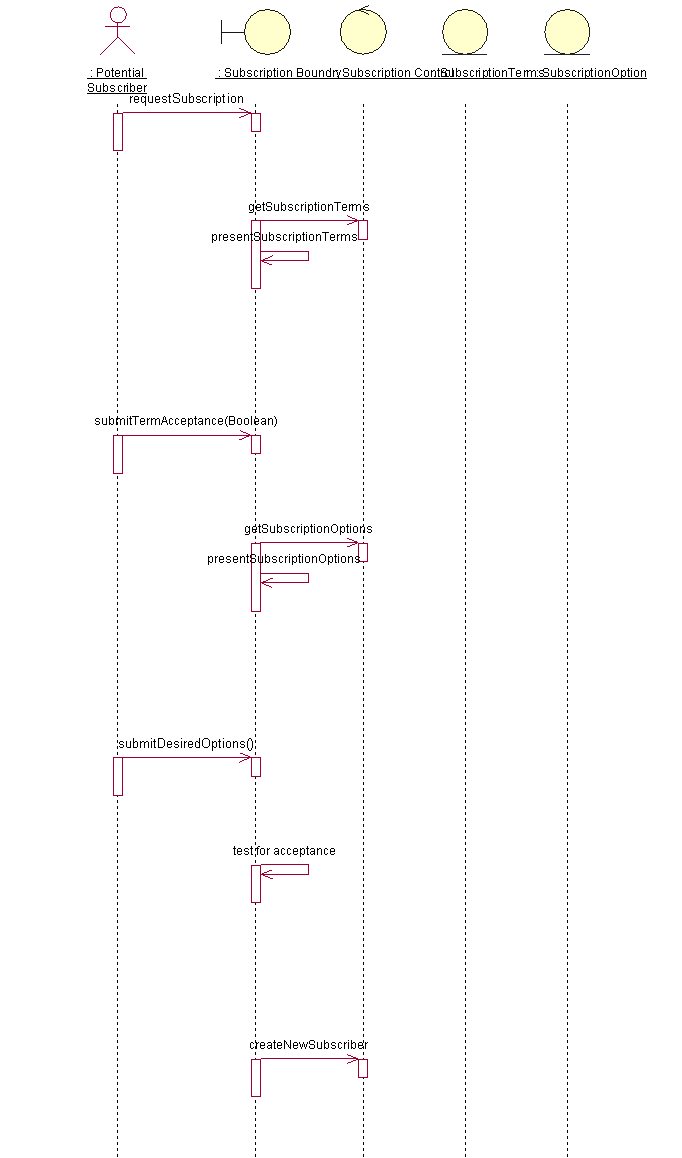 : Potential
Subscriber
: Subscription Boundry
Subscription Control
SubscriptionTerms
: SubscriptionOption
requestSubscription
getSubscriptionTerms
presentSubscriptionTerms
submitTermAcceptance(Boolean)
getSubscriptionOptions
presentSubscriptionOptions
submitDesiredOptions()
test for acceptance
createNewSubscriber